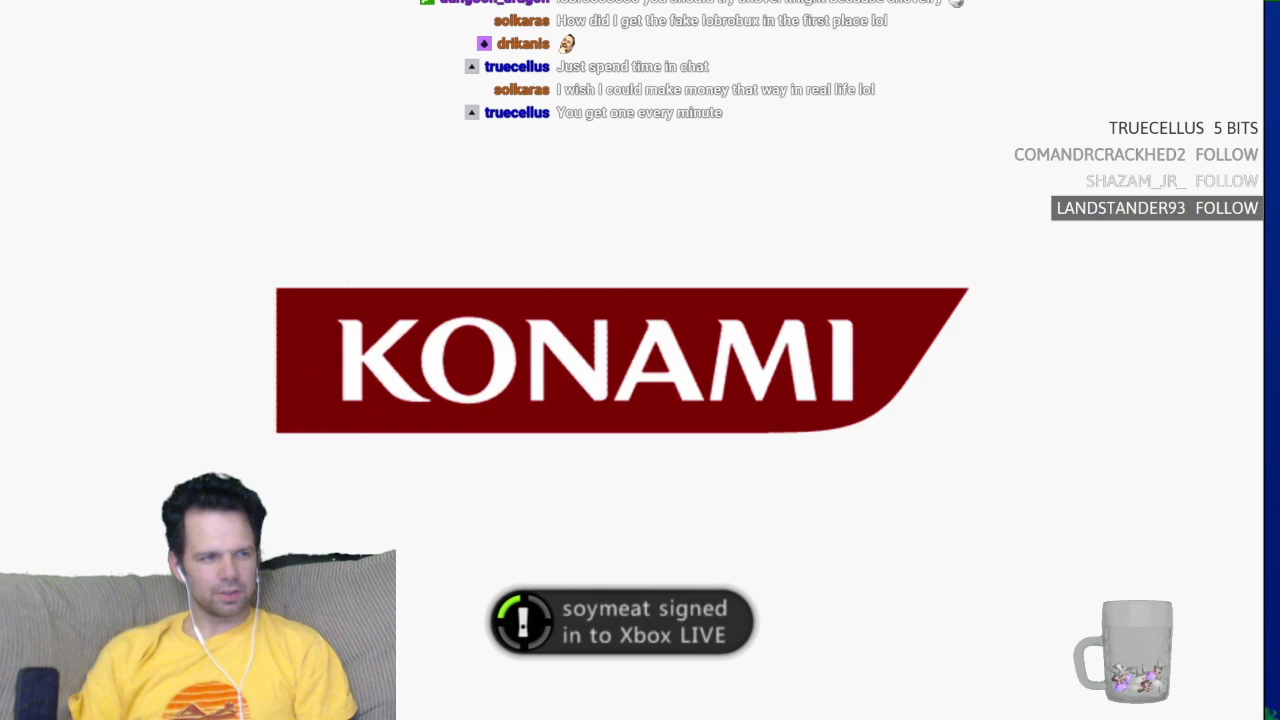 solkaras How did I get the fake lobrobux in the first place lol
drikanis
truecellus Just spend time in chat
solkaras I wish I could make money that way in real life lol
truecellus You get one every minute
TRUECELLUS 5 BITS
COMANDRCRACKHED2 FOLLOW
SHAZAM_JR_ FOLLOW
LANDSTANDER93 FOLLOW
KONAMI
soymeat signed
in to Xbox LIVE